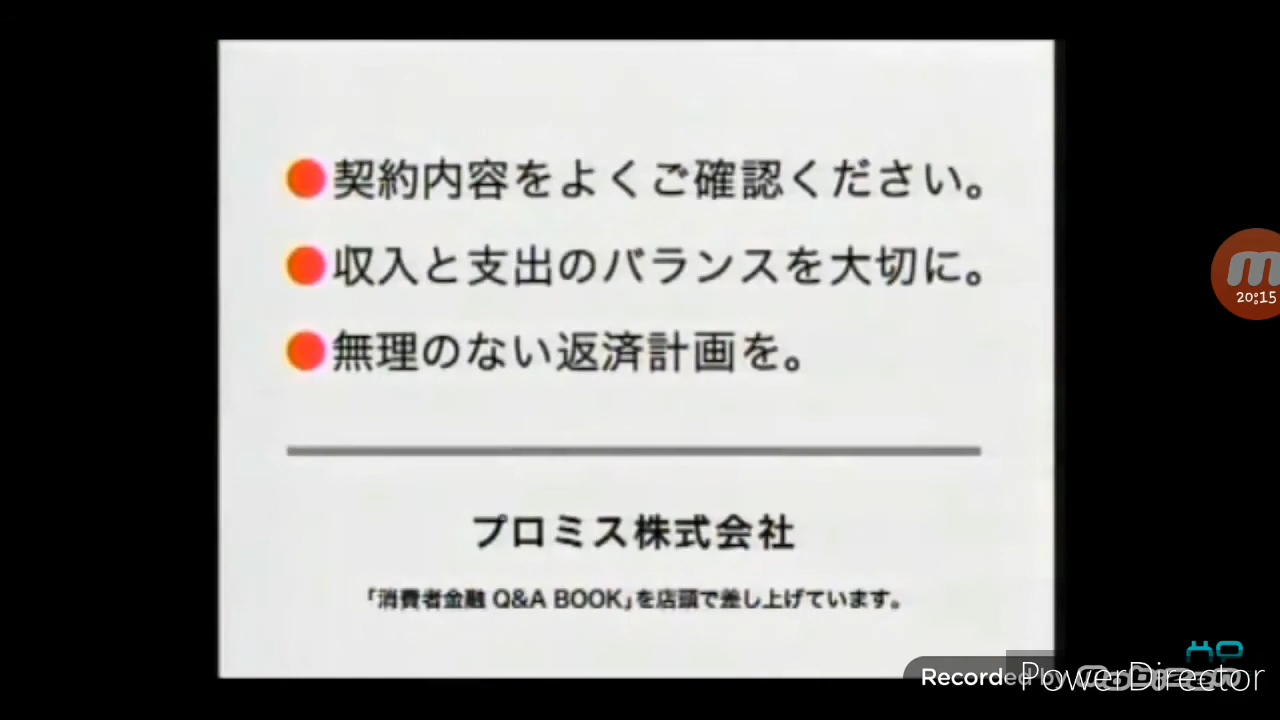 ●契約内容をよくご確認ください。
●収入と支出のバランスを大切に。
●無理のない返済計画を。
プロミス株式会社
「消費者金融 Q&A BOOK」を店頭で差し上げています。
20:15
Recorded by
PowerDirector